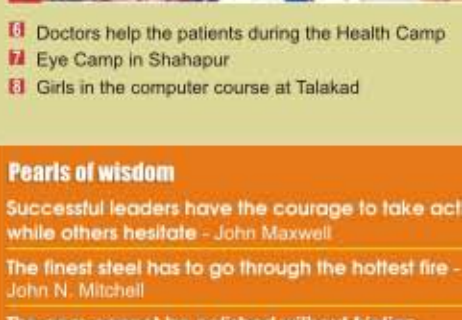 6 Doctors help the patients during the Health Camp
7 Eye Camp in Shahapur
8 Girls in the computer course at Talakad
Pearls of wisdom
Successful leaders have the courage to take act
while others hesitate - John Maxwell
The finest steel has to go through the hottest fire -
John N. Mitchell